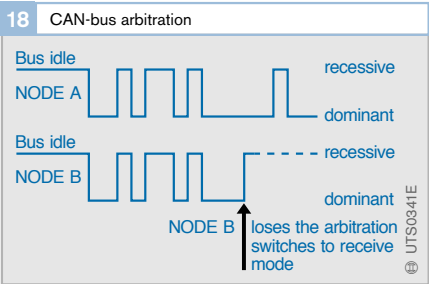 18 CAN-bus arbitration
Bus idle
recessive
NODE A
dominant
Bus idle
recessive
NODE B
dominant
NODE B loses the arbitration
switches to receive
mode
UTS0341E